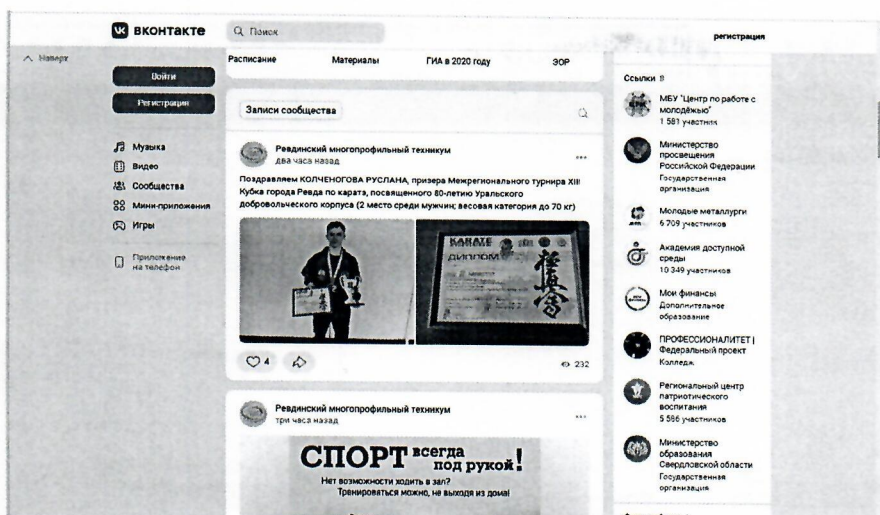 вконтакте
Поиск
регистрация
Наверх
Войти
Регистрация
Музыка
Видео
Сообщества
Мини-приложения
Игры
Приложение
на телефон
Расписание
Материалы
ГИА в 2020 году
ЭОР
Записи сообщества
Ревдинский многопрофильный техникум
два часа назад
Поздравляем КОЛЧЕНОГОВА РУСЛАНА, призера Межрегионального турнира XIII
Кубка города Ревда по каратэ, посвященного 80-летию Уральского
добровольческого корпуса (2 место среди мужчин; весовая категория до 70 кг)
KARATE
ДИПЛОМ
極真会
4
232
Ревдинский многопрофильный техникум
три часа назад
СПОРТ всегда
под рукой!
Нет возможности ходить в зал?
Тренироваться можно, не выходя из дома!
Ссылки 8
МБУ "Центр по работе с
молодёжью"
1 581 участник
Министерство
просвещения
Российской Федерации
Государственная
организация
Молодые металлурги
6 709 участников
Академия доступной
среды
10 349 участников
Мои финансы
Дополнительное
образование
ПРОФЕССИОНАЛИТЕТ |
Федеральный проект
Колледж
Региональный центр
патриотического
воспитания
5 586 участников
Министерство
образования
Свердловской области
Государственная
организация